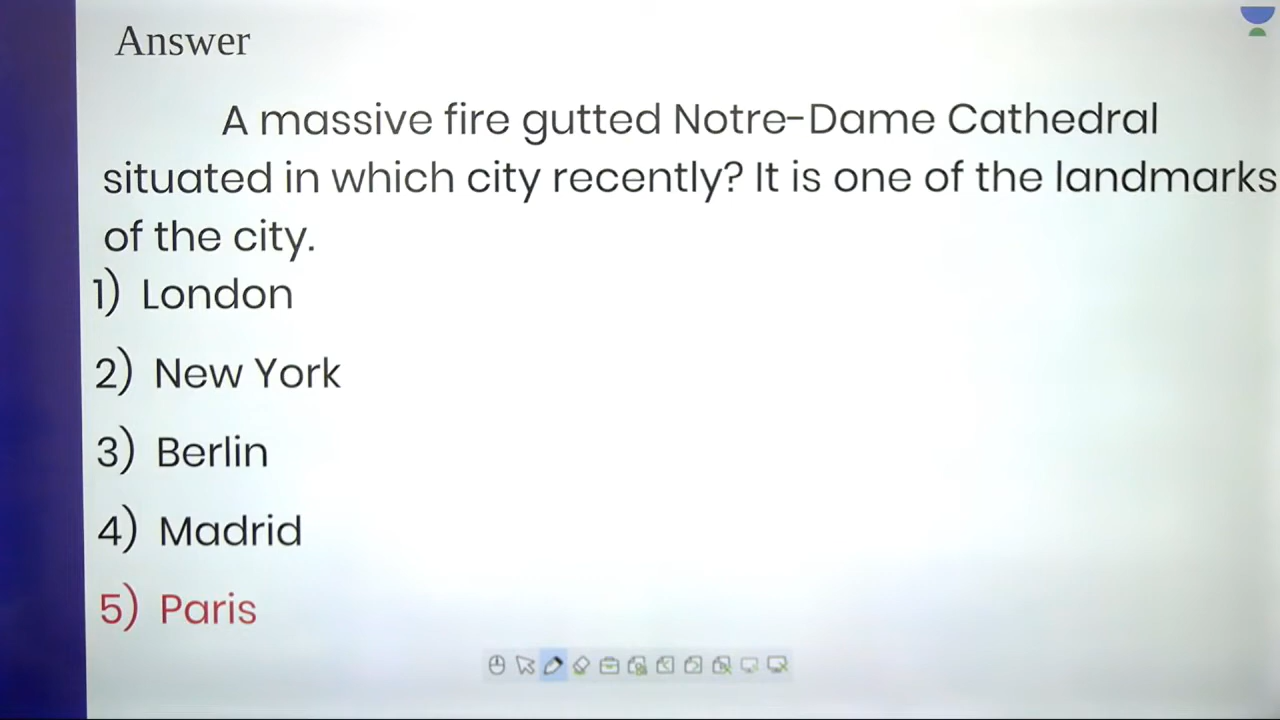 Answer
A massive fire gutted Notre-Dame Cathedral
situated in which city recently? It is one of the landmarks
of the city.
1) London
2) New York
3) Berlin
4) Madrid
5) Paris